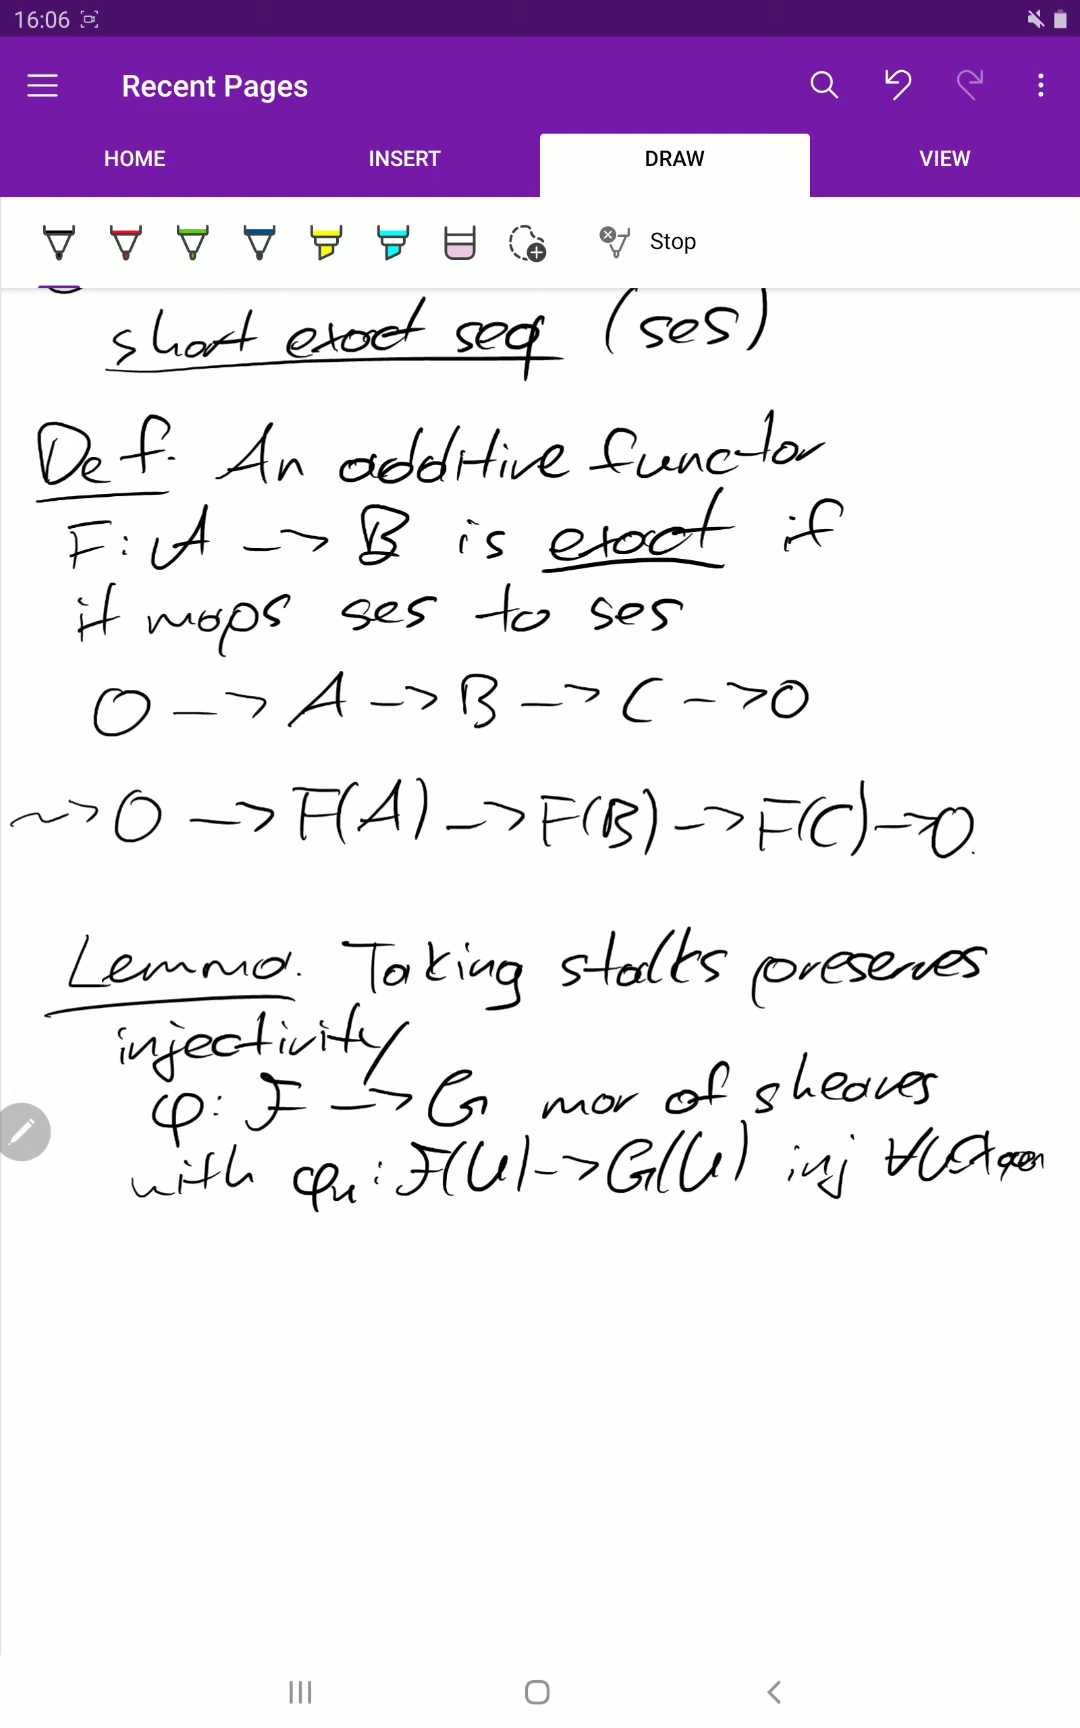 16:06
Recent Pages
HOME INSERT DRAW VIEW
Stop
short exact seq (ses)
Def. An additive functor
F: A -> B is exact if
it maps ses to ses
0 -> A -> B -> C -> 0
~> 0 -> F(A) -> F(B) -> F(C) -> 0.
Lemma. Taking stalks preserves
injectivity
φ: F -> G mor of sheaves
with φ_U: F(U) -> G(U) inj ∀U⊂X open